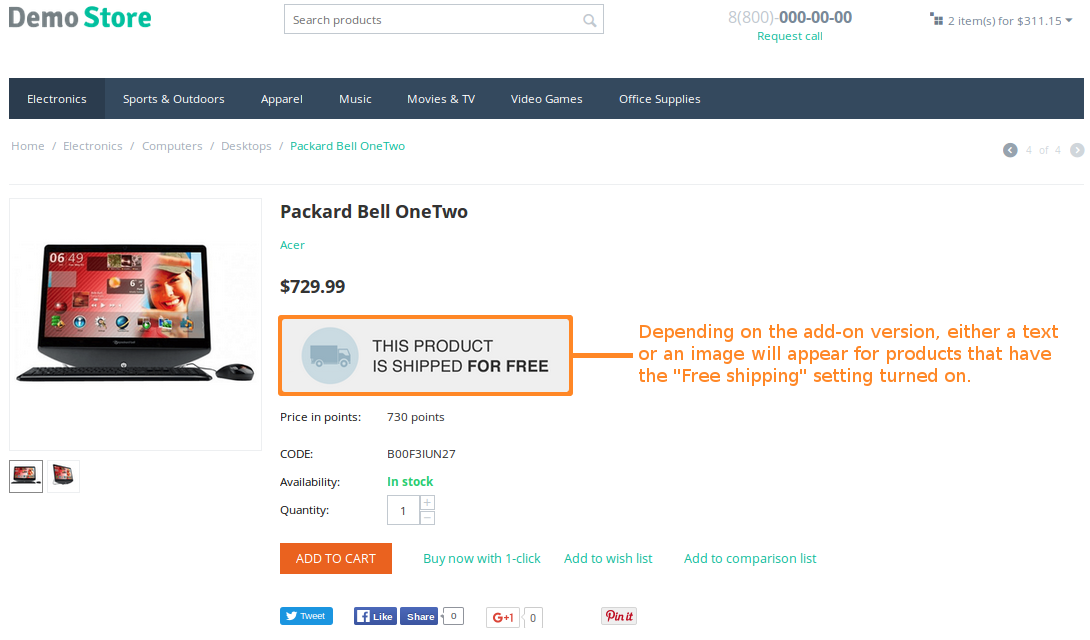 Demo Store
Search products
8(800)-000-00-00
Request call
2 item(s) for $311.15
Electronics Sports & Outdoors Apparel Music Movies & TV Video Games Office Supplies
Home / Electronics / Computers / Desktops / Packard Bell OneTwo
4 of 4
Packard Bell OneTwo
Acer
$729.99
06:49
THIS PRODUCT
IS SHIPPED FOR FREE
Depending on the add-on version, either a text
or an image will appear for products that have
the "Free shipping" setting turned on.
Price in points: 730 points
CODE: B00F3IUN27
Availability: In stock
Quantity: 1 + −
ADD TO CART Buy now with 1-click Add to wish list Add to comparison list
Tweet Like Share 0 G+1 0 Pin it